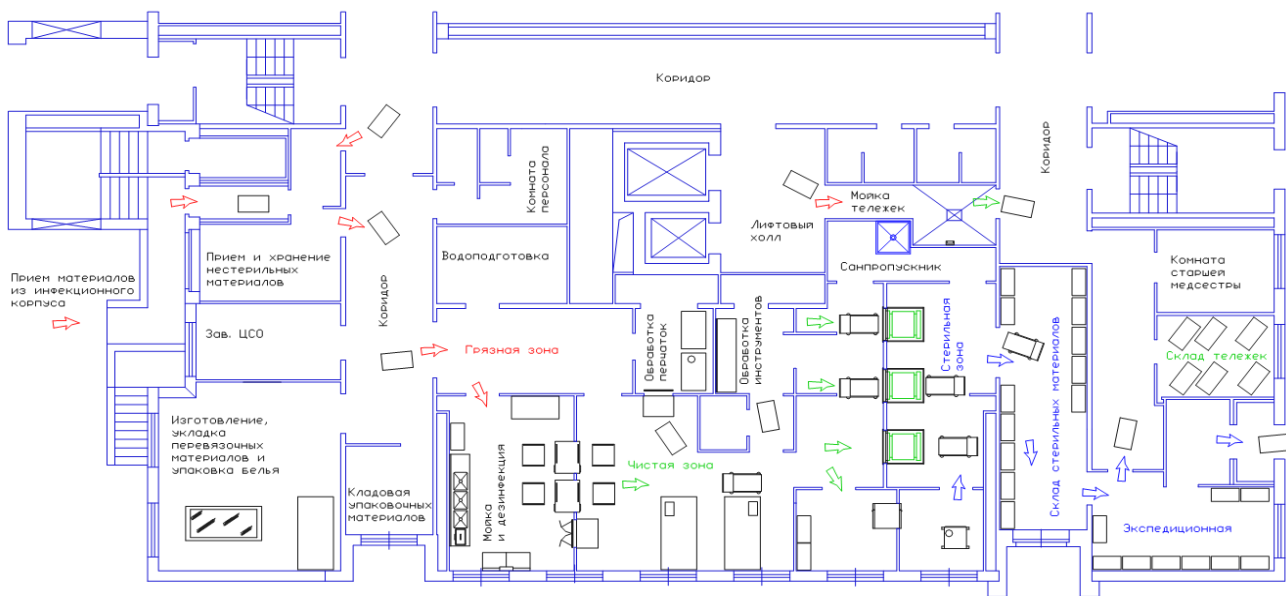 Коридор
Коридор
Комната
персонала
Мойка
тележек
Лифтовый
холл
Прием и хранение
нестерильных
материалов
Водоподготовка
Санпропускник
Комната
старшей
медсестры
Прием материалов
из инфекционного
корпуса
Коридор
Зав. ЦСО
Грязная зона
Обработка
перчаток
Обработка
инструментов
Стерильная
зона
Склад стерильных материалов
Склад тележек
Изготовление,
укладка
перевязочных
материалов и
упаковка белья
Кладовая
упаковочных
материалов
Мойка
и дезинфекция
Чистая зона
Экспедиционная